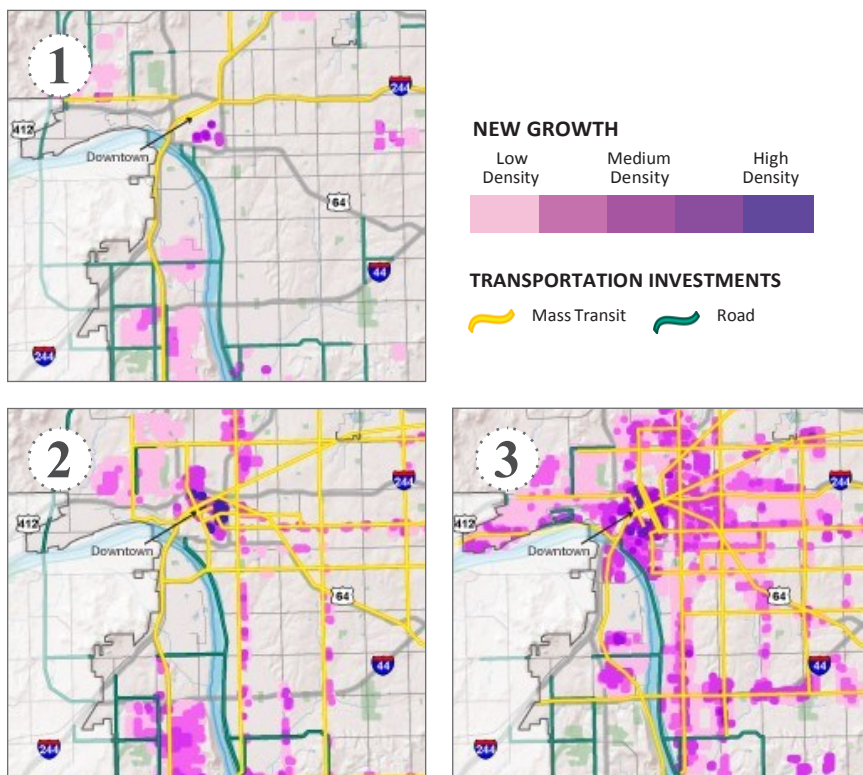 1
244
412
Downtown
64
44
244
NEW GROWTH
Low Density
Medium Density
High Density
TRANSPORTATION INVESTMENTS
Mass Transit
Road
2
244
412
Downtown
64
44
244
3
244
412
Downtown
64
44
244